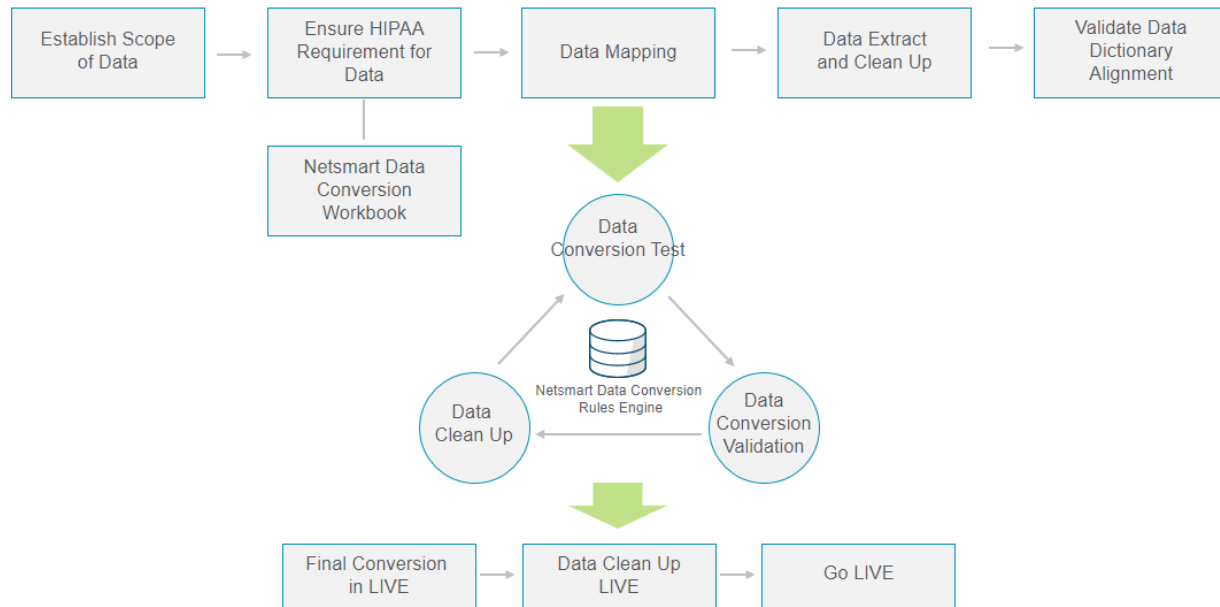 Establish Scope
of Data
Ensure HIPAA
Requirement for
Data
Data Mapping
Data Extract
and Clean Up
Validate Data
Dictionary
Alignment
Netsmart Data
Conversion
Workbook
Data
Conversion Test
Netsmart Data Conversion
Rules Engine
Data
Clean Up
Data
Conversion
Validation
Final Conversion
in LIVE
Data Clean Up
LIVE
Go LIVE